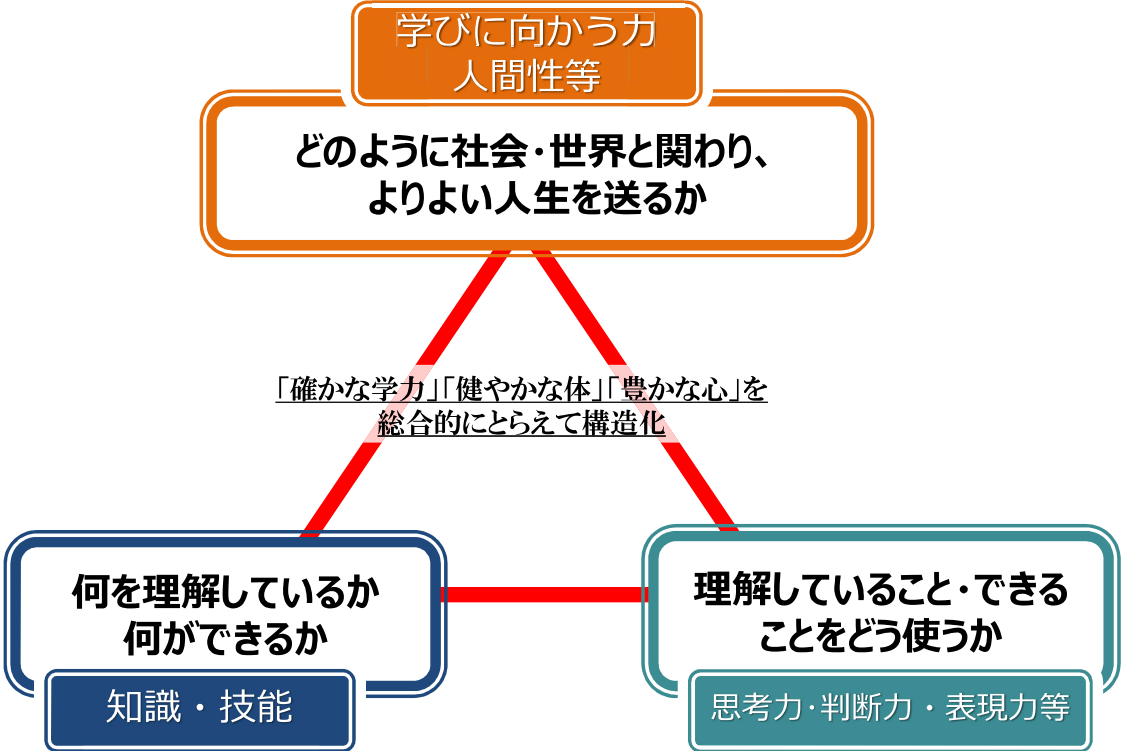 学びに向かう力
人間性等
どのように社会・世界と関わり、
よりよい人生を送るか
「確かな学力」「健やかな体」「豊かな心」を
総合的にとらえて構造化
何を理解しているか
何ができるか
知識・技能
理解していること・できる
ことをどう使うか
思考力・判断力・表現力等